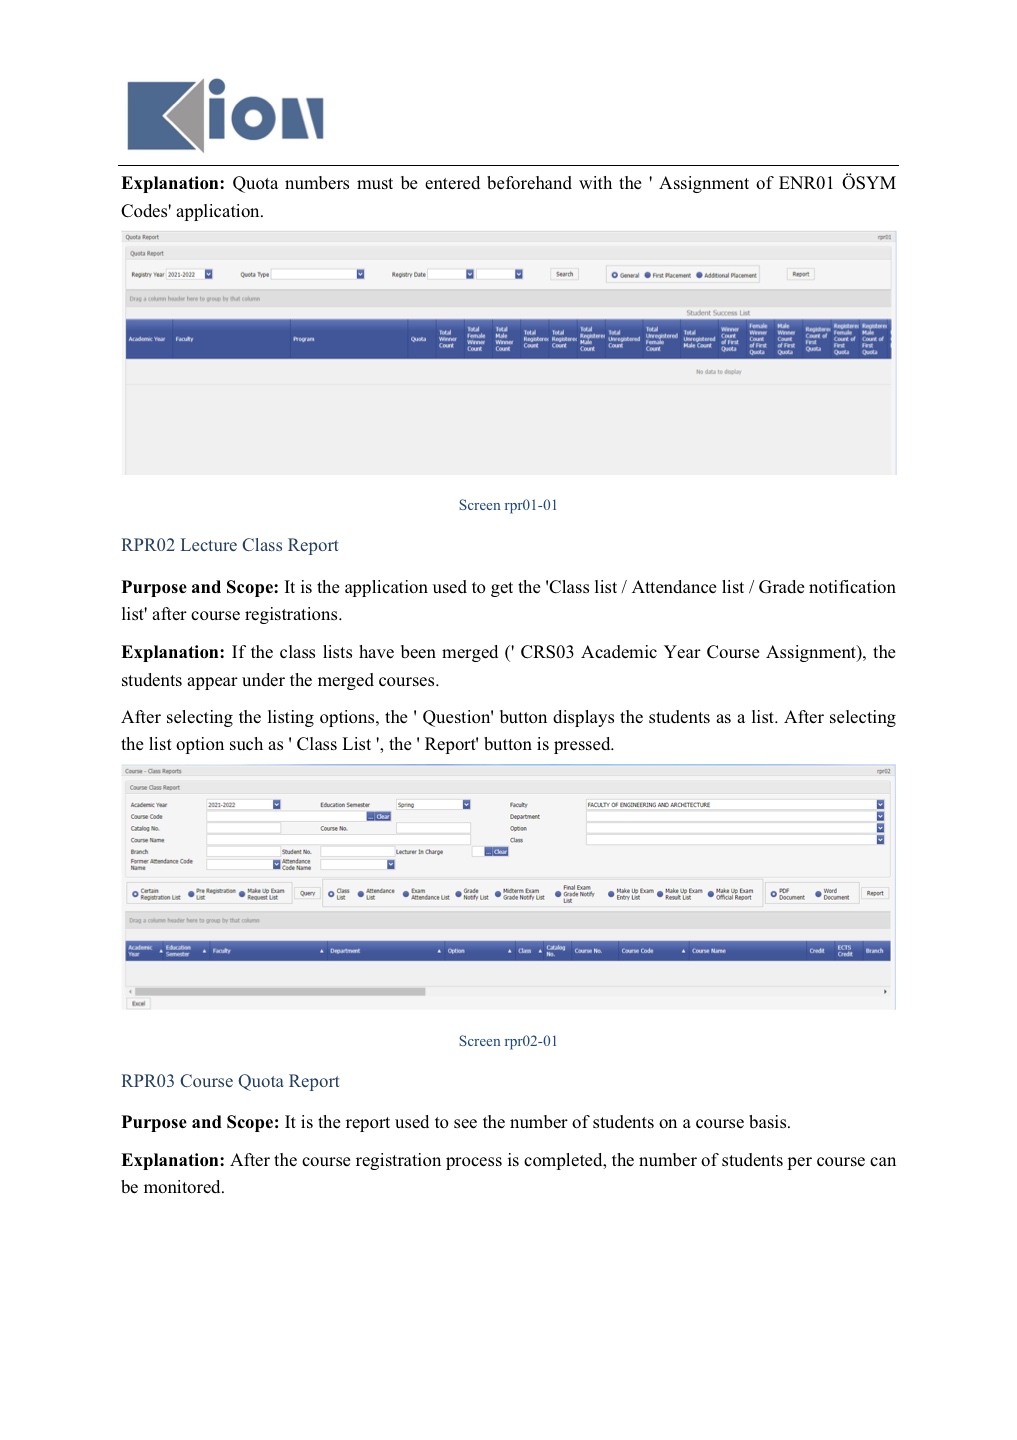 Kion
Explanation: Quota numbers must be entered beforehand with the ' Assignment of ENR01 ÖSYM
Codes' application.
Quota Report rpr01
Quota Report
Registry Year 2021-2022 Quota Type Registry Date Search General First Placement Additional Placement Report
Drag a column header here to group by that column
Student Success List
Academic Year Faculty Program Quota Total Winner Count Total Female Winner Count Total Male Winner Count Total Registered Count Total Registered Count Total Registered Male Count Total Unregistered Count Total Unregistered Female Count Total Unregistered Male Count Winner Count of First Quota Female Winner Count of First Quota Male Winner Count of First Quota Registered Count of First Quota Registered Female Count of First Quota Registered Male Count of First Quota
No data to display
Screen rpr01-01
RPR02 Lecture Class Report
Purpose and Scope: It is the application used to get the 'Class list / Attendance list / Grade notification
list' after course registrations.
Explanation: If the class lists have been merged (' CRS03 Academic Year Course Assignment), the
students appear under the merged courses.
After selecting the listing options, the ' Question' button displays the students as a list. After selecting
the list option such as ' Class List ', the ' Report' button is pressed.
Course - Class Reports rpr02
Course Class Report
Academic Year 2021-2022 Education Semester Spring Faculty FACULTY OF ENGINEERING AND ARCHITECTURE
Course Code ... Clear Department
Catalog No. Course No. Option
Course Name Class
Branch Student No. Lecturer In Charge ... Clear
Former Attendance Code Name Attendance Code Name
Certain Registration List Pre Registration List Make Up Exam Request List Query Class List Attendance List Exam Attendance List Grade Notify List Midterm Exam Grade Notify List Final Exam Grade Notify List Make Up Exam Entry List Make Up Exam Result List Make Up Exam Official Report PDF Document Word Document Report
Drag a column header here to group by that column
Academic Year Education Semester Faculty Department Option Class Catalog No. Course No. Course Code Course Name Credit ECTS Credit Branch
Excel
Screen rpr02-01
RPR03 Course Quota Report
Purpose and Scope: It is the report used to see the number of students on a course basis.
Explanation: After the course registration process is completed, the number of students per course can
be monitored.